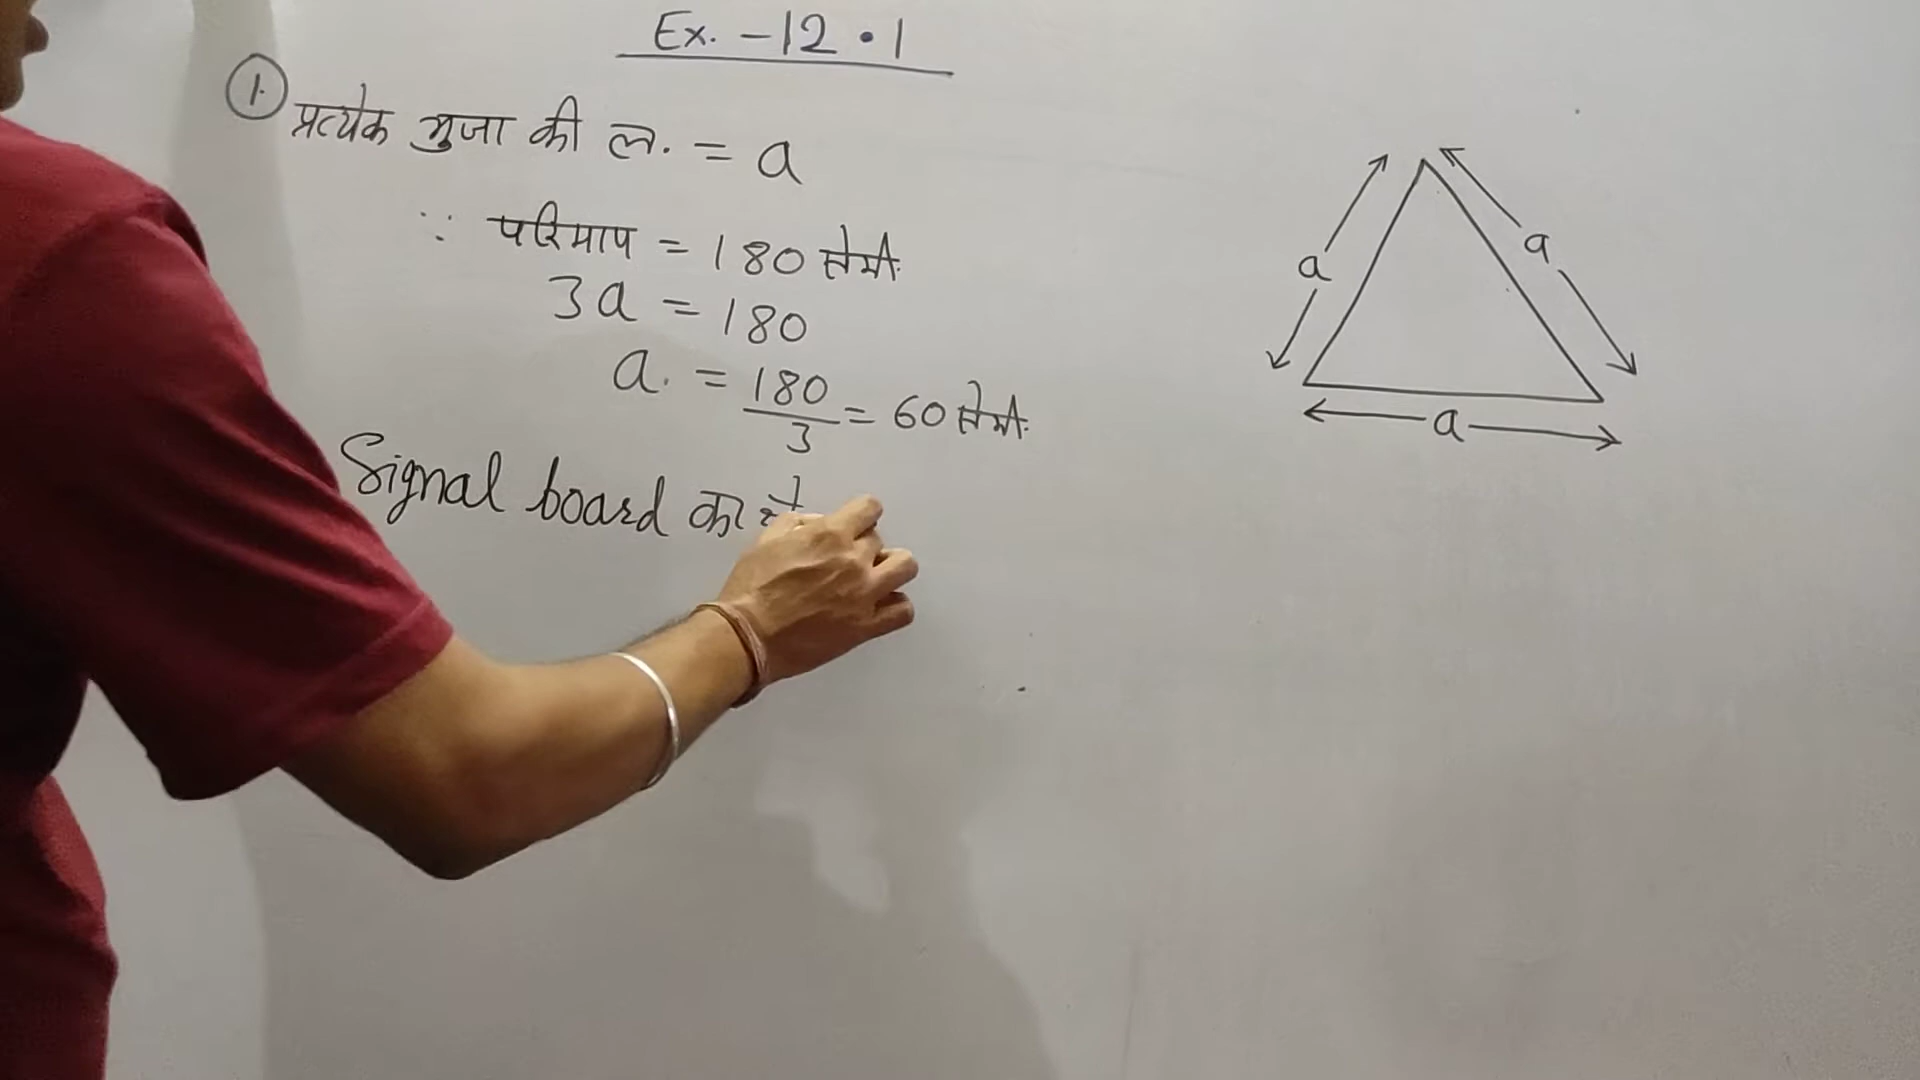 Ex. - 12.1
1. प्रत्येक भुजा की ल. = a
∵ परिमाप = 180 सेमी.
3a = 180
a. = 180/3 = 60 सेमी.
Signal board का
a
a
a